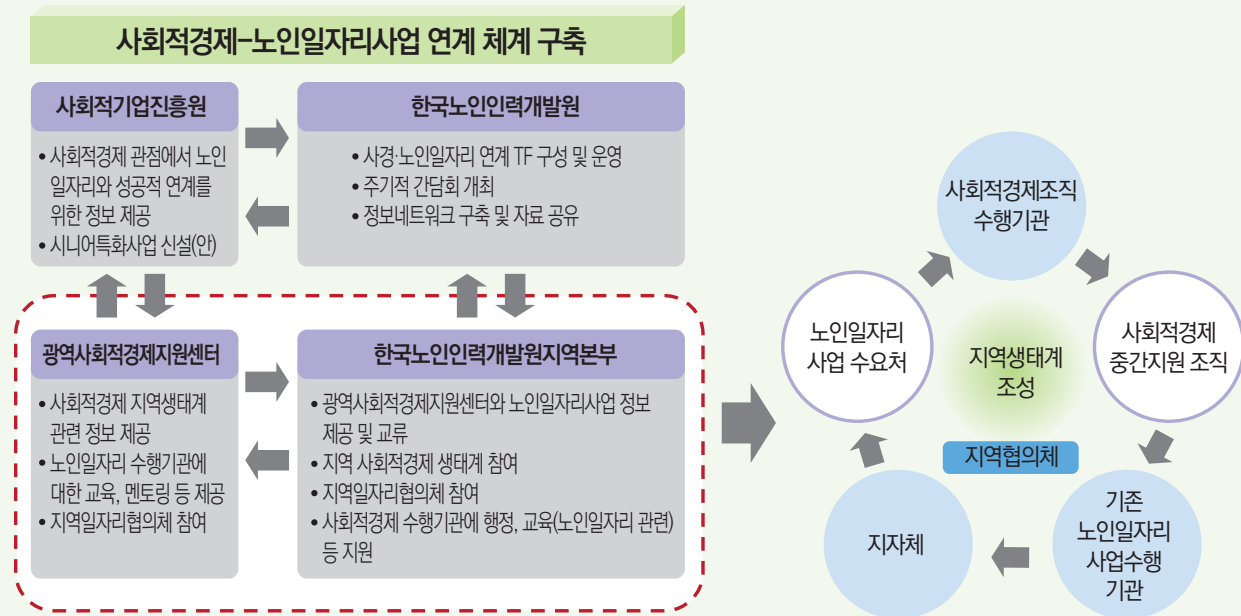 사회적경제-노인일자리사업 연계 체계 구축
사회적기업진흥원
• 사회적경제 관점에서 노인
일자리와 성공적 연계를
위한 정보 제공
• 시니어특화사업 신설(안)
한국노인인력개발원
• 사경·노인일자리 연계 TF 구성 및 운영
• 주기적 간담회 개최
• 정보네트워크 구축 및 자료 공유
광역사회적경제지원센터
• 사회적경제 지역생태계
관련 정보 제공
• 노인일자리 수행기관에
대한 교육, 멘토링 등 제공
• 지역일자리협의체 참여
한국노인인력개발원지역본부
• 광역사회적경제지원센터와 노인일자리사업 정보
제공 및 교류
• 지역 사회적경제 생태계 참여
• 지역일자리협의체 참여
• 사회적경제 수행기관에 행정, 교육(노인일자리 관련)
등 지원
사회적경제조직
수행기관
사회적경제
중간지원 조직
기존
노인일자리
사업수행
기관
지자체
노인일자리
사업 수요처
지역생태계
조성
지역협의체